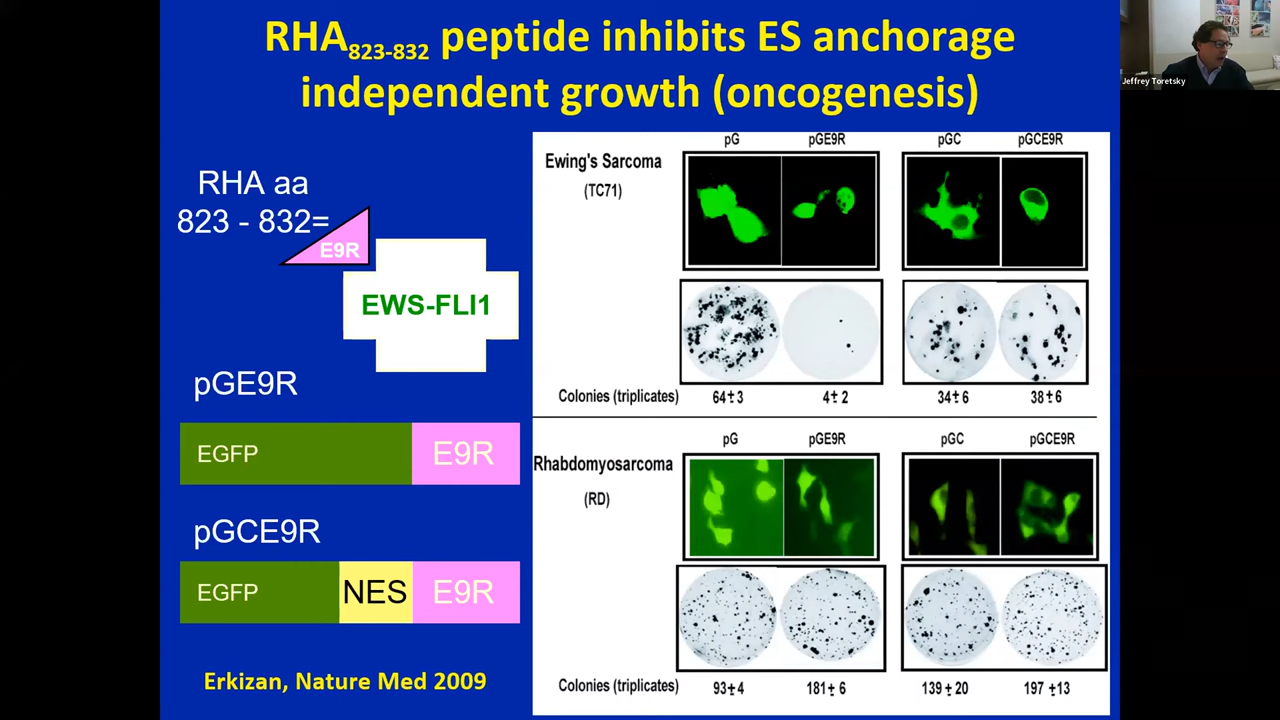 RHA823-832 peptide inhibits ES anchorage
independent growth (oncogenesis)
Jeffrey Toretsky
RHA aa
823 - 832=
E9R
EWS-FLI1
pGE9R
EGFP E9R
pGCE9R
EGFP NES E9R
Erkizan, Nature Med 2009
pG pGE9R pGC pGCE9R
Ewing's Sarcoma
(TC71)
Colonies (triplicates) 64±3 4±2 34±6 38±6
pG pGE9R pGC pGCE9R
Rhabdomyosarcoma
(RD)
Colonies (triplicates) 93±4 181±6 139±20 197±13